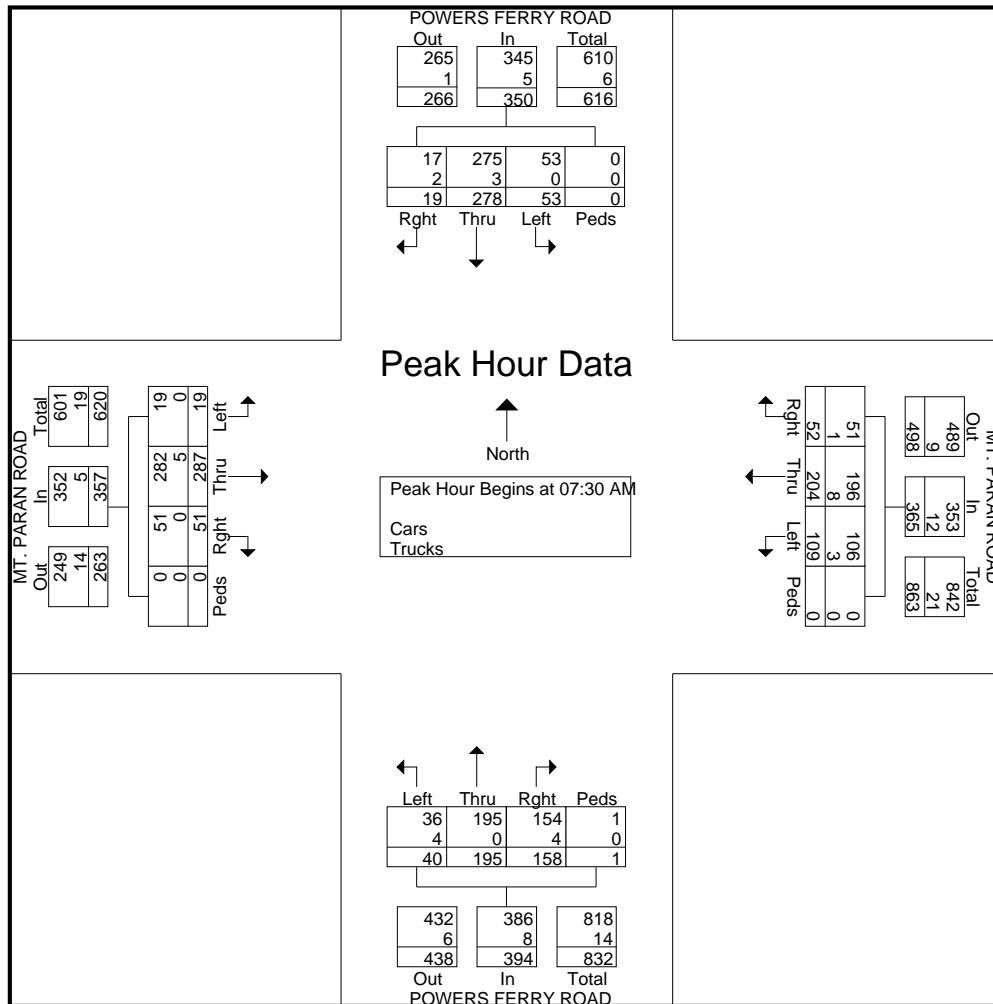 POWERS FERRY ROAD
Out In Total
265 345 610
1 5 6
266 350 616
17 275 53 0
2 3 0 0
19 278 53 0
Rght Thru Left Peds
Peak Hour Data
North
Peak Hour Begins at 07:30 AM
Cars
Trucks
MT. PARAN ROAD
Out In Total
249 352 601
14 5 19
263 357 620
0 51 282 19
0 0 5 0
0 51 287 19
Peds Rght Thru Left
MT. PARAN ROAD
Out In Total
489 353 842
9 12 21
498 365 863
51 196 106 0
1 8 3 0
52 204 109 0
Rght Thru Left Peds
Left Thru Rght Peds
36 195 154 1
4 0 4 0
40 195 158 1
432 386 818
6 8 14
438 394 832
Out In Total
POWERS FERRY ROAD